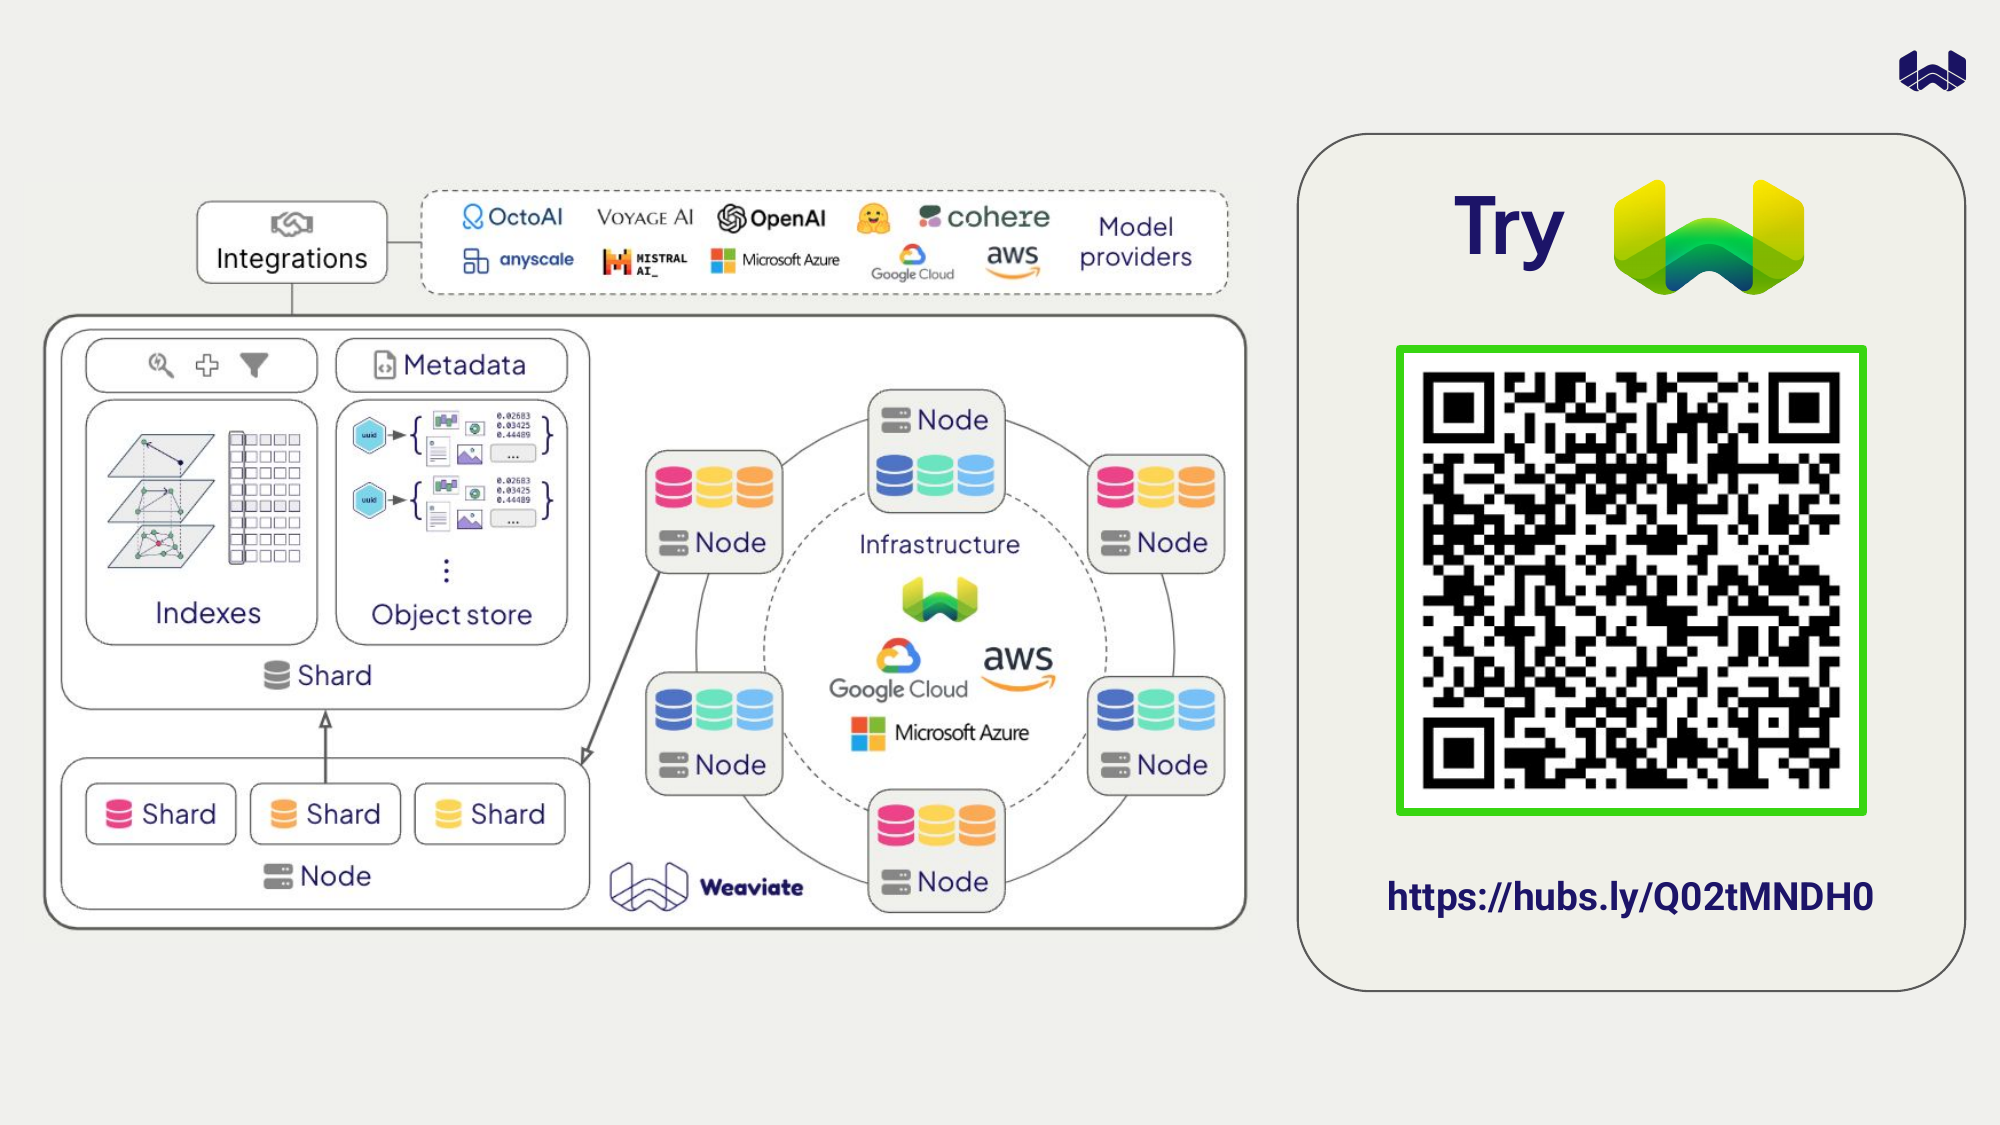 Integrations
OctoAI
VOYAGE AI
OpenAI
cohere
anyscale
MISTRAL
AI_
Microsoft Azure
Google Cloud
aws
Model
providers
Metadata
uuid
0.02683
0.03425
0.44489
...
uuid
0.02683
0.03425
0.44489
...
Indexes
Object store
Shard
Shard
Shard
Shard
Node
Node
Node
Node
Node
Node
Node
Infrastructure
Google Cloud
aws
Microsoft Azure
Weaviate
Try
https://hubs.ly/Q02tMNDH0